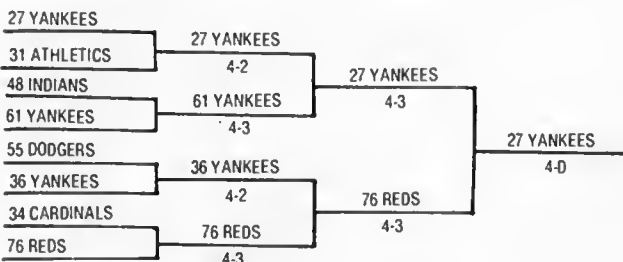 27 YANKEES
31 ATHLETICS
48 INDIANS
61 YANKEES
55 DODGERS
36 YANKEES
34 CARDINALS
76 REDS
27 YANKEES
4-2
61 YANKEES
4-3
36 YANKEES
4-2
76 REDS
4-3
27 YANKEES
4-3
76 REDS
4-3
27 YANKEES
4-D